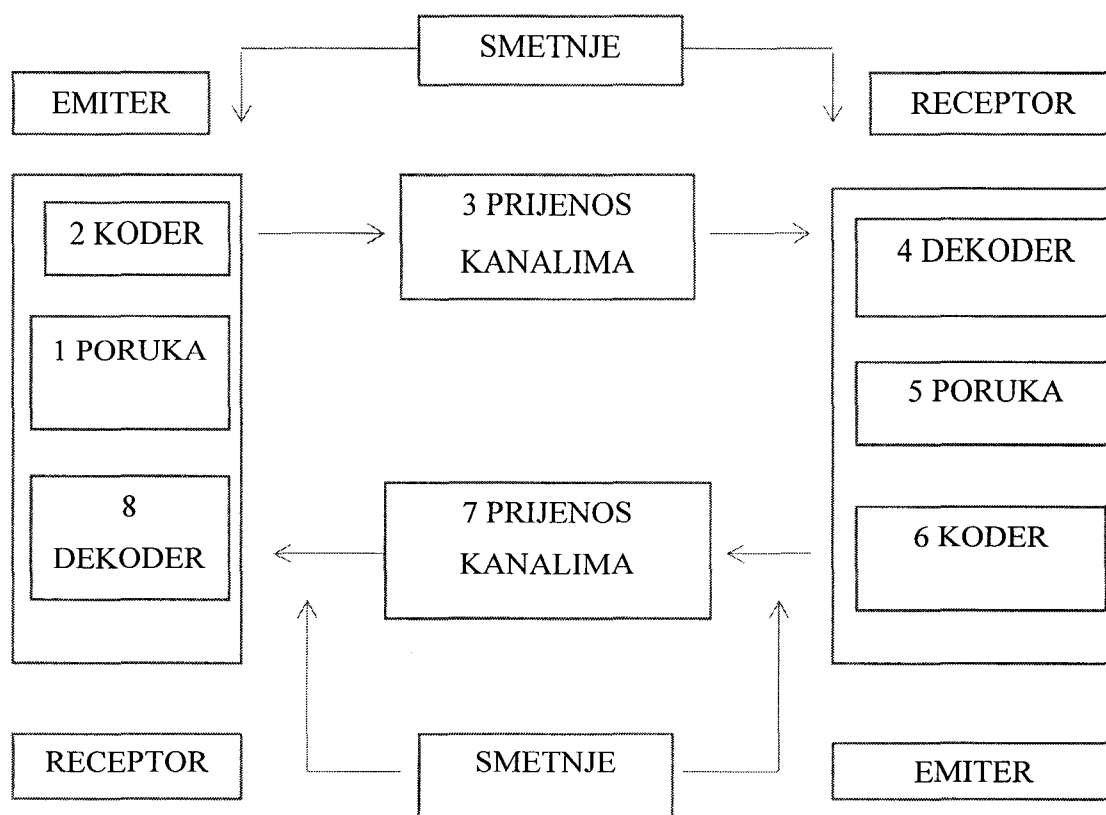 SMETNJE
EMITER
RECEPTOR
2 KODER
3 PRIJENOS
KANALIMA
4 DEKODER
1 PORUKA
5 PORUKA
8
DEKODER
7 PRIJENOS
KANALIMA
6 KODER
RECEPTOR
SMETNJE
EMITER